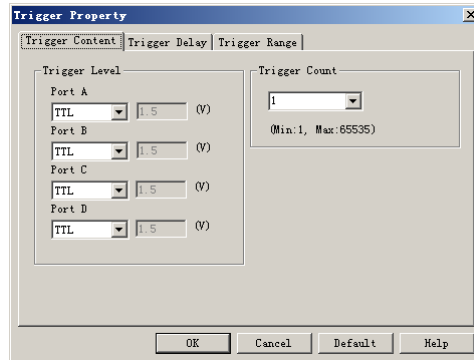 Trigger Property
Trigger Content Trigger Delay Trigger Range
Trigger Level
Port A
TTL 1.5 (V)
Port B
TTL 1.5 (V)
Port C
TTL 1.5 (V)
Port D
TTL 1.5 (V)
Trigger Count
1
(Min:1, Max:65535)
OK Cancel Default Help